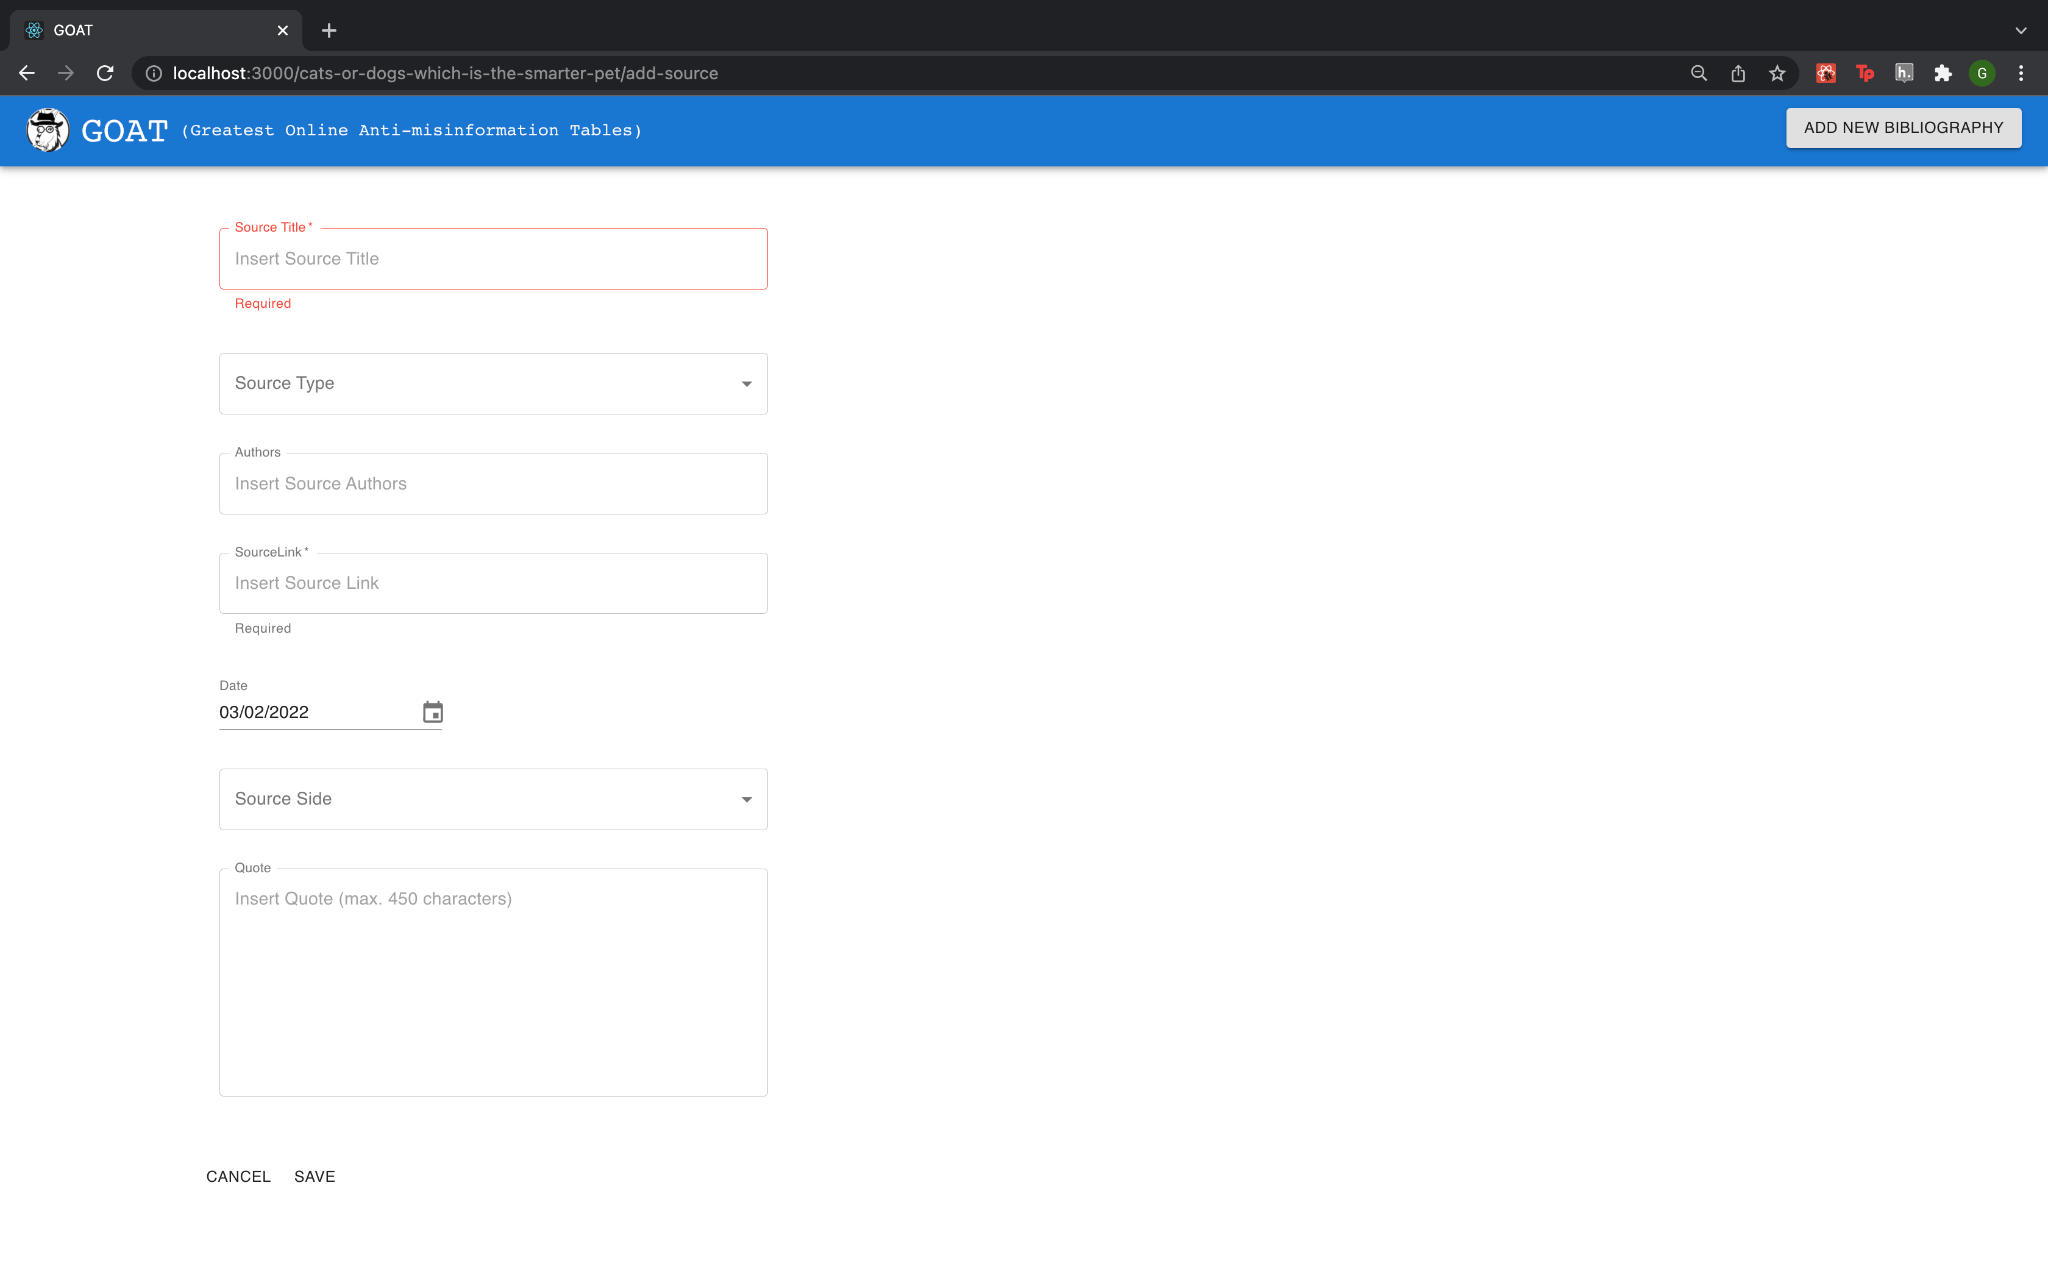 GOAT
localhost:3000/cats-or-dogs-which-is-the-smarter-pet/add-source
Tp
h.
G
GOAT (Greatest Online Anti-misinformation Tables)
ADD NEW BIBLIOGRAPHY
Source Title *
Insert Source Title
Required
Source Type
Authors
Insert Source Authors
SourceLink *
Insert Source Link
Required
Date
03/02/2022
Source Side
Quote
Insert Quote (max. 450 characters)
CANCEL SAVE